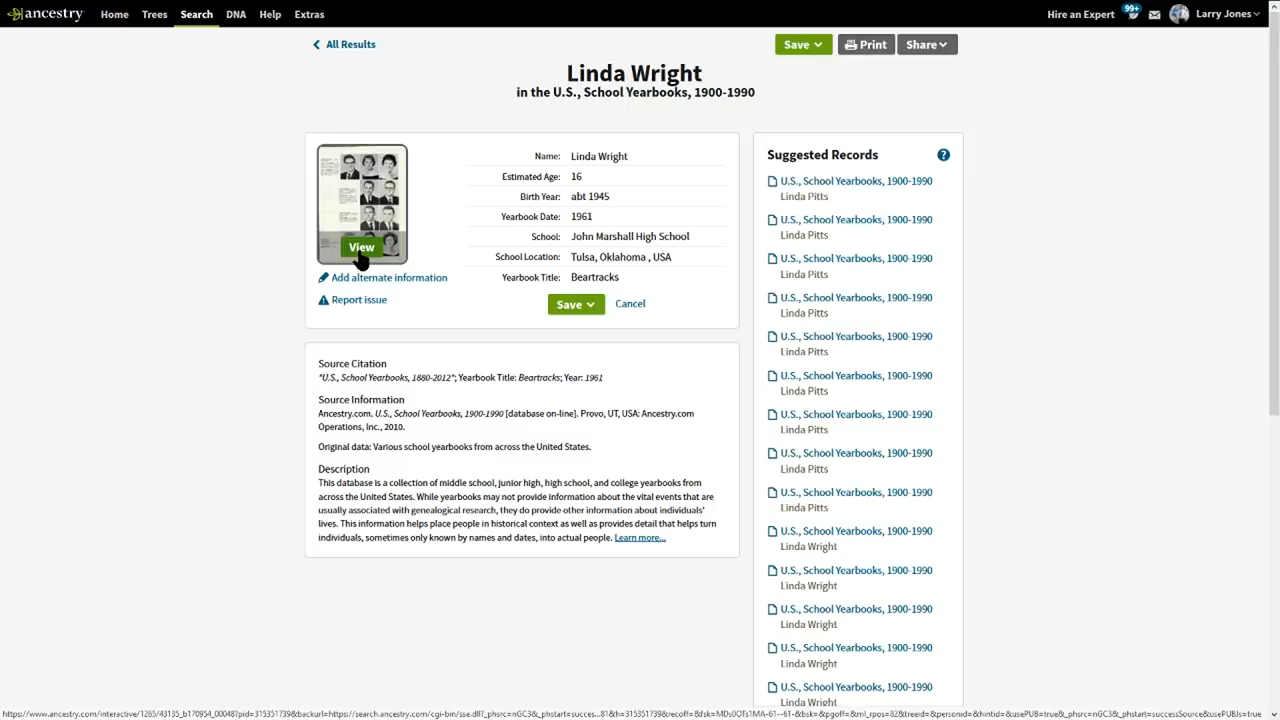 ancestry Home Trees Search DNA Help Extras Hire an Expert 99+ Larry Jones
All Results
Save Print Share
Linda Wright
in the U.S., School Yearbooks, 1900-1990
View
Add alternate information
Report issue
Name: Linda Wright
Estimated Age: 16
Birth Year: abt 1945
Yearbook Date: 1961
School: John Marshall High School
School Location: Tulsa, Oklahoma , USA
Yearbook Title: Beartracks
Save Cancel
Source Citation
"U.S., School Yearbooks, 1880-2012"; Yearbook Title: Beartracks; Year: 1961
Source Information
Ancestry.com. U.S., School Yearbooks, 1900-1990 [database on-line]. Provo, UT, USA: Ancestry.com
Operations, Inc., 2010.
Original data: Various school yearbooks from across the United States.
Description
This database is a collection of middle school, junior high, high school, and college yearbooks from
across the United States. While yearbooks may not provide information about the vital events that are
usually associated with genealogical research, they do provide other information about individuals'
lives. This information helps place people in historical context as well as provides detail that helps turn
individuals, sometimes only known by names and dates, into actual people. Learn more...
Suggested Records ?
U.S., School Yearbooks, 1900-1990
Linda Pitts
U.S., School Yearbooks, 1900-1990
Linda Pitts
U.S., School Yearbooks, 1900-1990
Linda Pitts
U.S., School Yearbooks, 1900-1990
Linda Pitts
U.S., School Yearbooks, 1900-1990
Linda Pitts
U.S., School Yearbooks, 1900-1990
Linda Pitts
U.S., School Yearbooks, 1900-1990
Linda Pitts
U.S., School Yearbooks, 1900-1990
Linda Pitts
U.S., School Yearbooks, 1900-1990
Linda Pitts
U.S., School Yearbooks, 1900-1990
Linda Wright
U.S., School Yearbooks, 1900-1990
Linda Wright
U.S., School Yearbooks, 1900-1990
Linda Wright
U.S., School Yearbooks, 1900-1990
Linda Wright
U.S., School Yearbooks, 1900-1990
Linda Wright